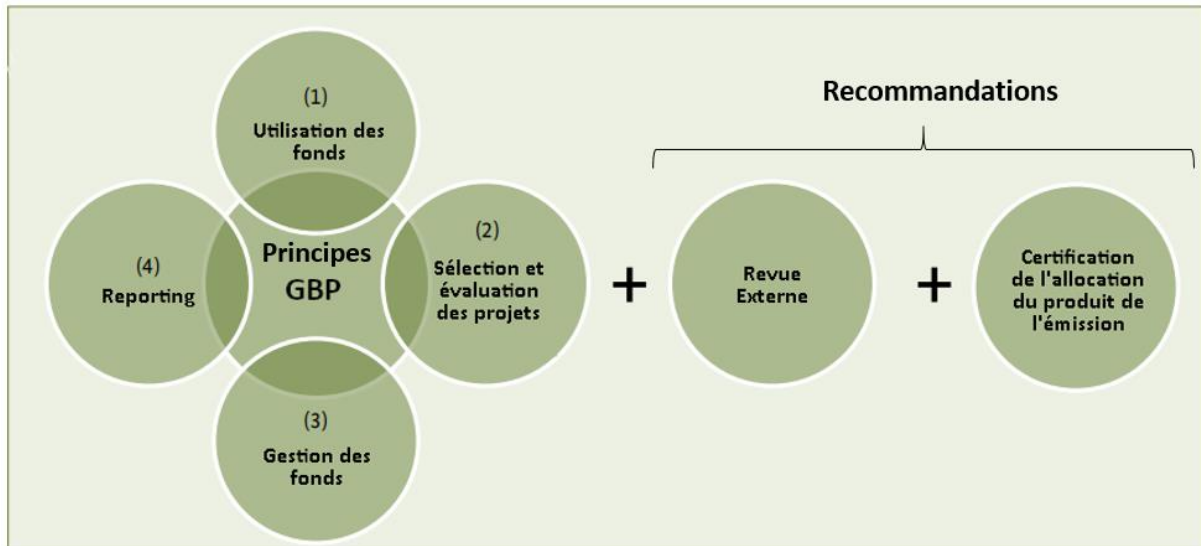 Recommandations
(1)
Utilisation des
fonds
Principes
GBP
(2)
Sélection et
évaluation
des projets
(3)
Gestion des
fonds
(4)
Reporting
+
Revue
Externe
+
Certification
de l'allocation
du produit de
l'émission